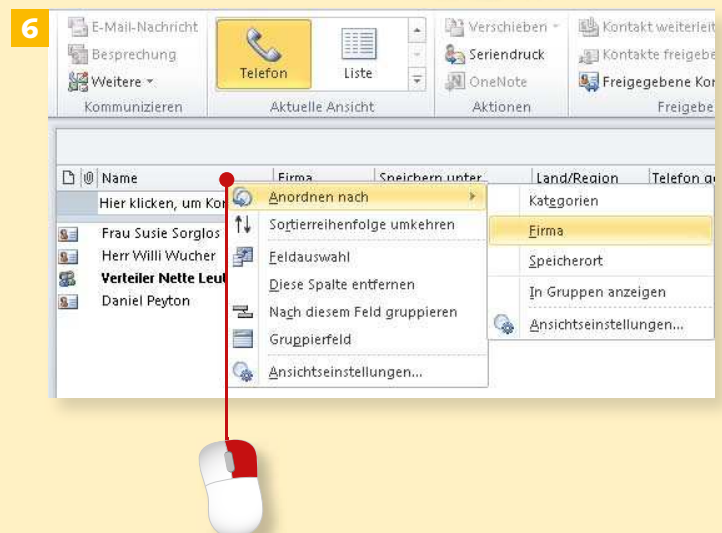 6
E-Mail-Nachricht
Besprechung
Weitere
Kommunizieren
Telefon
Liste
Aktuelle Ansicht
Verschieben
Seriendruck
OneNote
Aktionen
Kontakt weiterleit
Kontakte freigebe
Freigegebene Kon
Freigebe
Name Firma Speichern unter Land/Region Telefon ge
Hier klicken, um Kon
Frau Susie Sorglos
Herr Willi Wucher
Verteiler Nette Leut
Daniel Peyton
Anordnen nach
Sortierreihenfolge umkehren
Feldauswahl
Diese Spalte entfernen
Nach diesem Feld gruppieren
Gruppierfeld
Ansichtseinstellungen...
Kategorien
Firma
Speicherort
In Gruppen anzeigen
Ansichtseinstellungen...